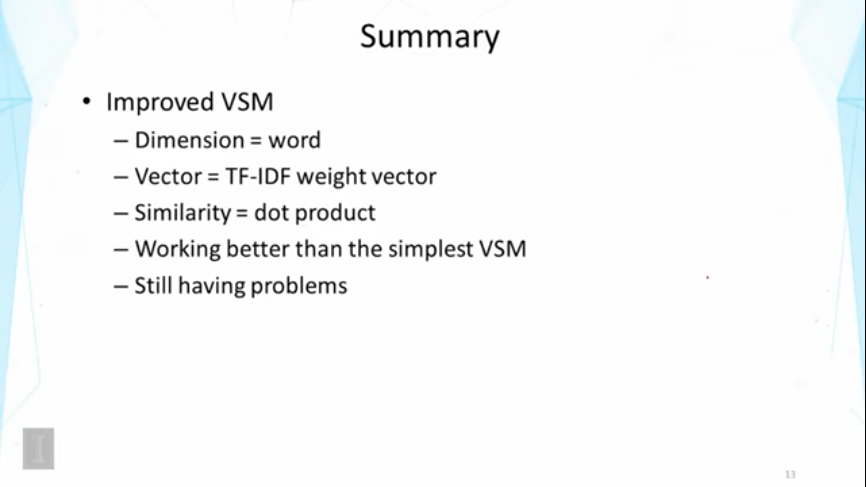 Summary
• Improved VSM
– Dimension = word
– Vector = TF-IDF weight vector
– Similarity = dot product
– Working better than the simplest VSM
– Still having problems
I
13